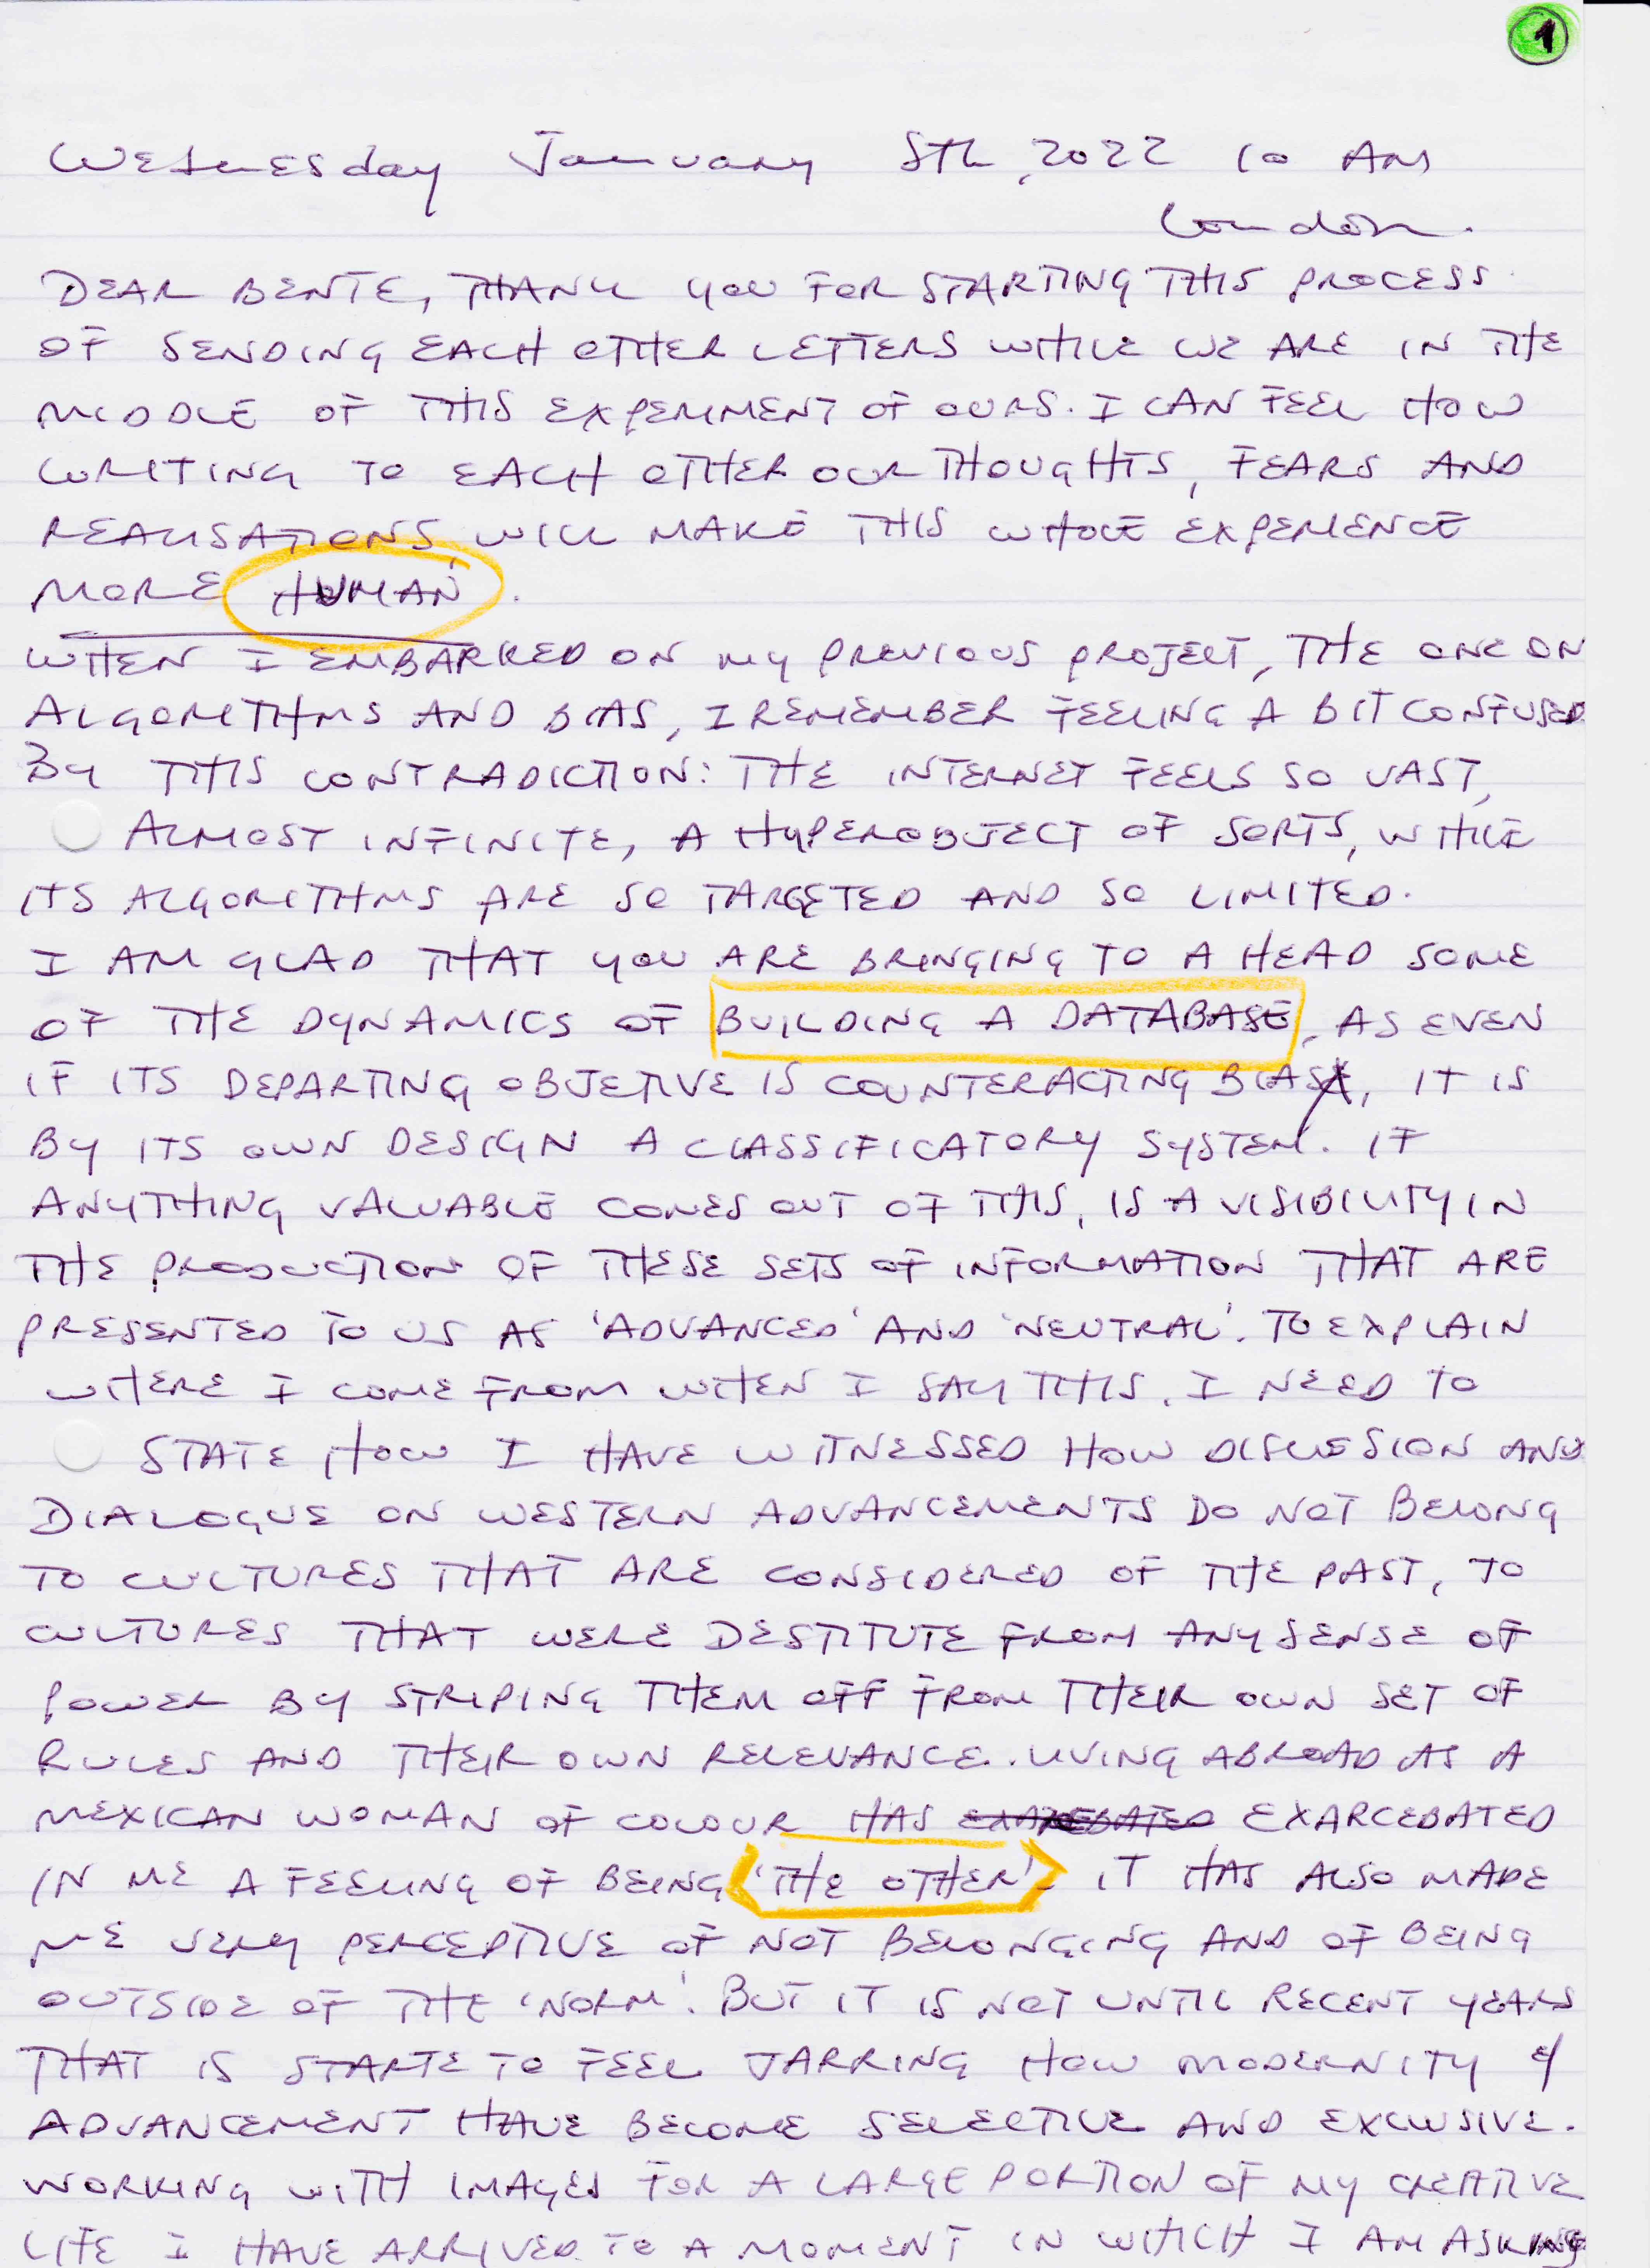 1
Wednesday January 5th, 2022 10 AM
London.
DEAR BENTE, THANK YOU FOR STARTING THIS PROCESS
OF SENDING EACH OTHER LETTERS WHILE WE ARE IN THE
MIDDLE OF THIS EXPERIMENT OF OURS. I CAN FEEL HOW
WRITING TO EACH OTHER OUR THOUGHTS, FEARS AND
REALISATIONS, WILL MAKE THIS WHOLE EXPERIENCE
MORE HUMAN.
WHEN I EMBARKED ON MY PREVIOUS PROJECT, THE ONE ON
ALGORITHMS AND BIAS, I REMEMBER FEELING A BIT CONFUSED
BY THIS CONTRADICTION: THE INTERNET FEELS SO VAST,
ALMOST INFINITE, A HYPEROBJECT OF SORTS, WHILE
ITS ALGORITHMS ARE SO TARGETED AND SO LIMITED.
I AM GLAD THAT YOU ARE BRINGING TO A HEAD SOME
OF THE DYNAMICS OF BUILDING A DATABASE, AS EVEN
IF ITS DEPARTING OBJETIVE IS COUNTERACTING BIAS, IT IS
BY ITS OWN DESIGN A CLASSIFICATORY SYSTEM. IF
ANYTHING VALUABLE COMES OUT OF THIS, IS A VISIBILITY IN
THE PRODUCTION OF THESE SETS OF INFORMATION THAT ARE
PRESENTED TO US AS 'ADVANCED' AND 'NEUTRAL'. TO EXPLAIN
WHERE I COME FROM WHEN I SAY THIS, I NEED TO
STATE HOW I HAVE WITNESSED HOW DISCUSSION AND
DIALOGUE ON WESTERN ADVANCEMENTS DO NOT BELONG
TO CULTURES THAT ARE CONSIDERED OF THE PAST, TO
CULTURES THAT WERE DESTITUTE FROM ANY SENSE OF
POWER BY STRIPING THEM OFF FROM THEIR OWN SET OF
RULES AND THEIR OWN RELEVANCE. LIVING ABROAD AS A
MEXICAN WOMAN OF COLOUR HAS EXARCEBATED
IN ME A FEELING OF BEING 'THE OTHER'. IT HAS ALSO MADE
ME VERY PERCEPTIVE OF NOT BELONGING AND OF BEING
OUTSIDE OF THE 'NORM'. BUT IT IS NOT UNTIL RECENT YEARS
THAT IS STARTE TO FEEL JARRING HOW MODERNITY &
ADVANCEMENT HAVE BECOME SELECTIVE AND EXCLUSIVE.
WORKING WITH IMAGES FOR A LARGE PORTION OF MY CREATIVE
LIFE I HAVE ARRIVED TO A MOMENT IN WHICH I AM ASKING